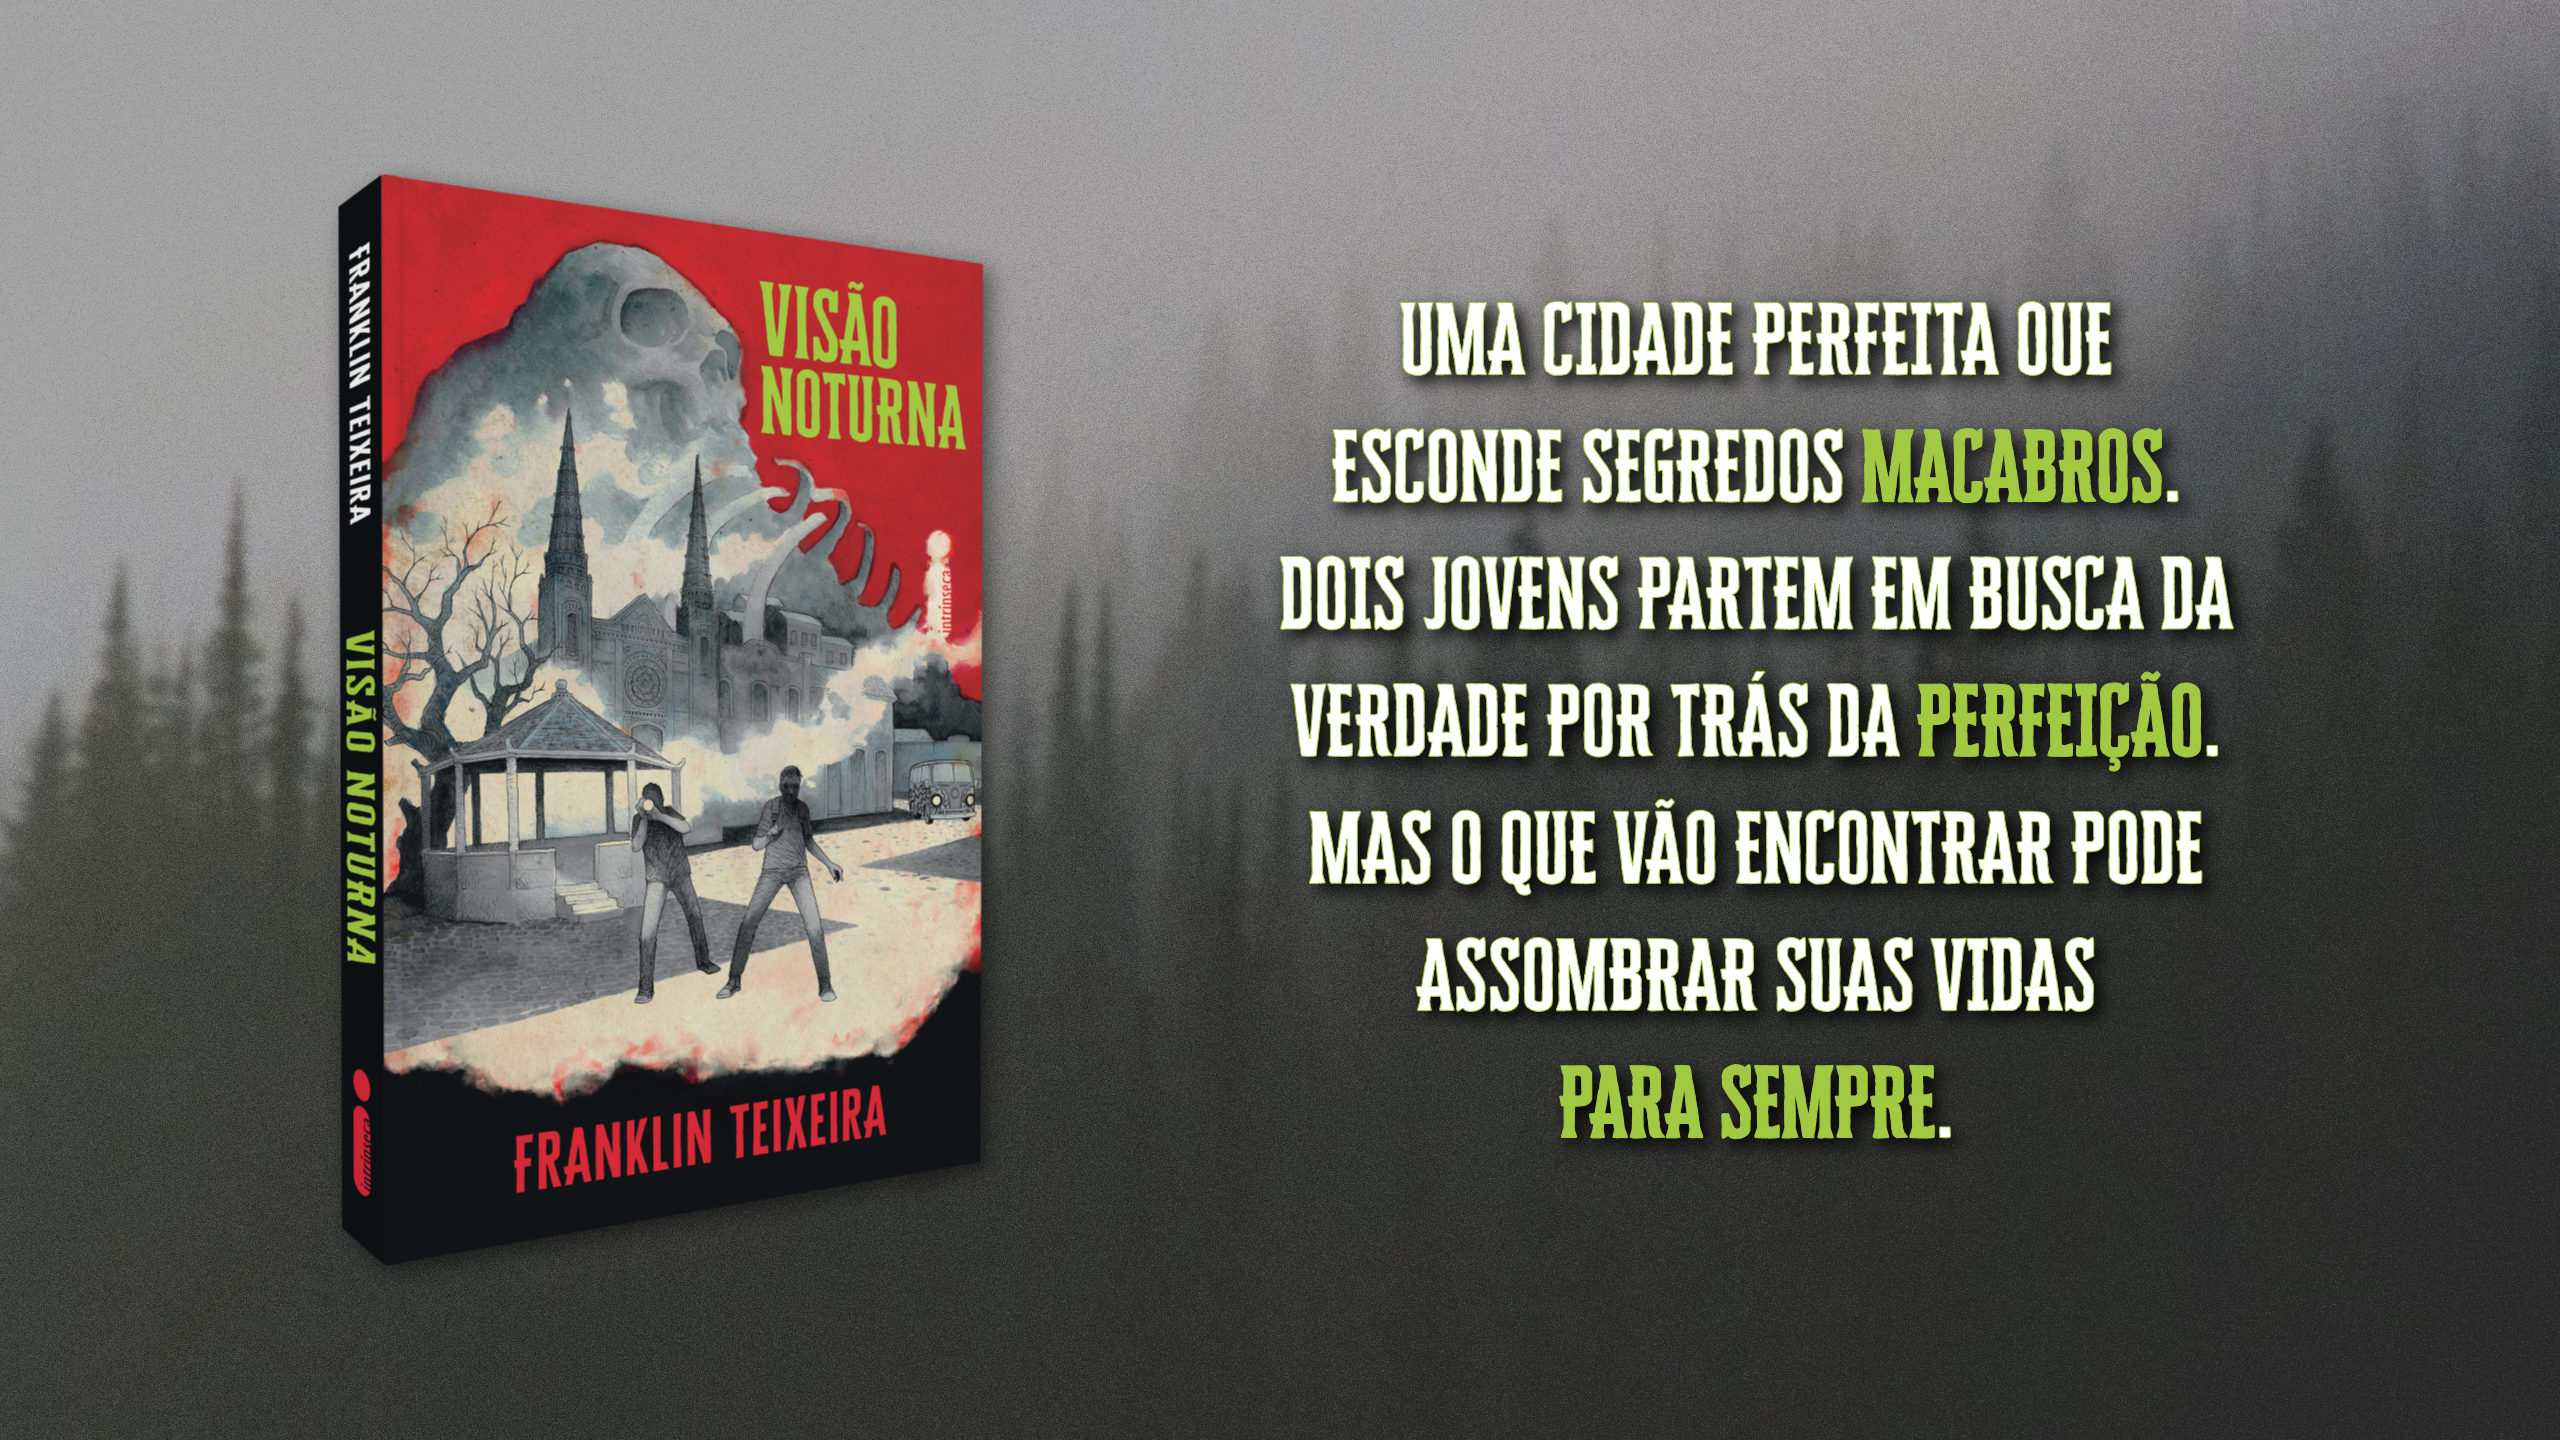 FRANKLIN TEIXEIRA
VISÃO NOTURNA
intrínseca
VISÃO
NOTURNA
intrínseca
FRANKLIN TEIXEIRA
UMA CIDADE PERFEITA QUE
ESCONDE SEGREDOS MACABROS.
DOIS JOVENS PARTEM EM BUSCA DA
VERDADE POR TRÁS DA PERFEIÇÃO.
MAS O QUE VÃO ENCONTRAR PODE
ASSOMBRAR SUAS VIDAS
PARA SEMPRE.